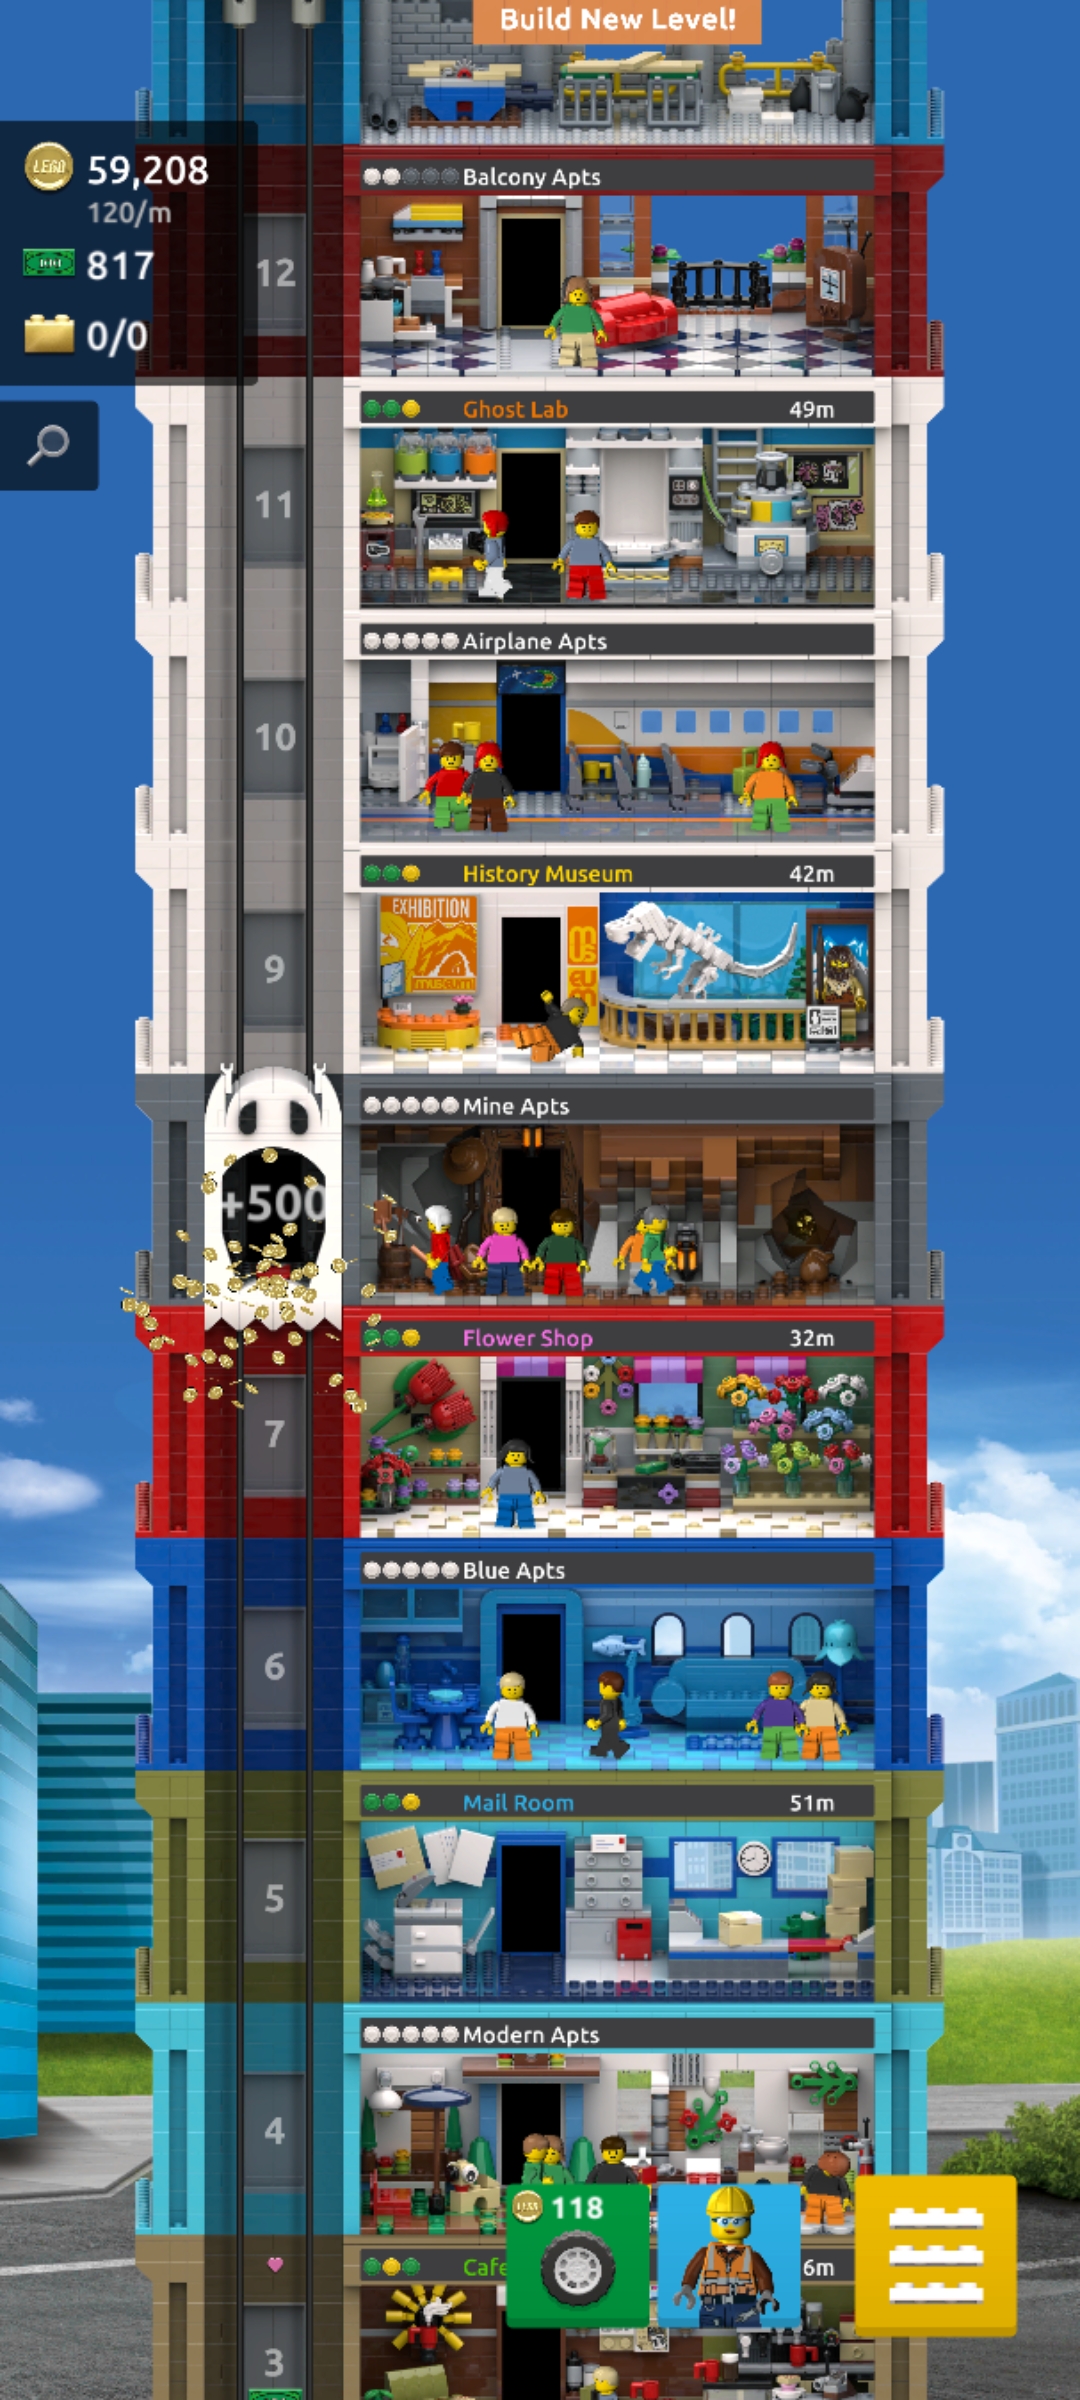 Build New Level!
LEGO
59,208
120/m
817
0/0
Balcony Apts
12
Ghost Lab 49m
11
Airplane Apts
10
History Museum 42m
EXHIBITION
museum
9
Mine Apts
+500
Flower Shop 32m
7
Blue Apts
6
Mail Room 51m
5
Modern Apts
4
118
Cafe
6m
3